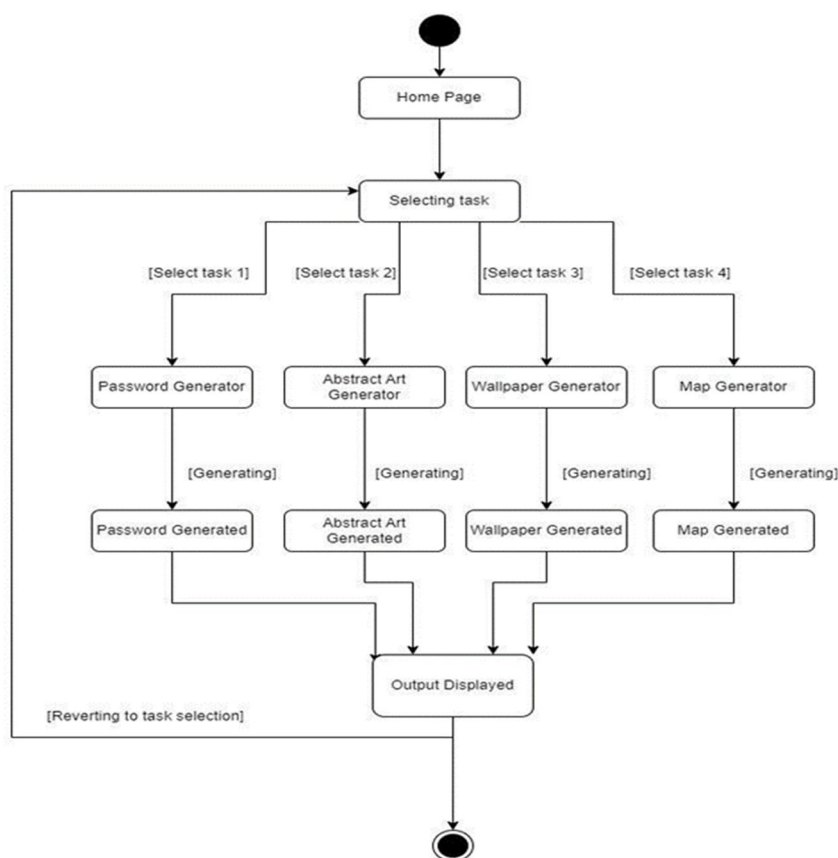 Home Page
Selecting task
[Select task 1]
[Select task 2]
[Select task 3]
[Select task 4]
Password Generator
Abstract Art
Generator
Wallpaper Generator
Map Generator
[Generating]
[Generating]
[Generating]
[Generating]
Password Generated
Abstract Art
Generated
Wallpaper Generated
Map Generated
Output Displayed
[Reverting to task selection]